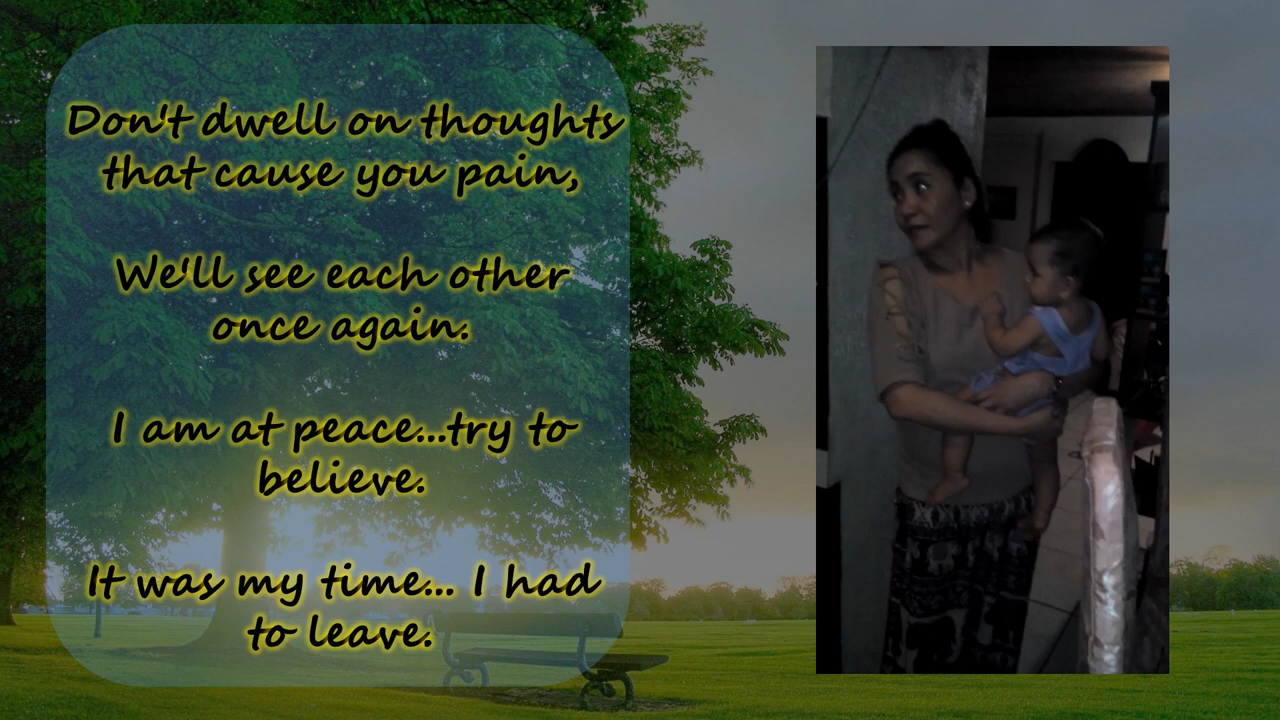 Don't dwell on thoughts
that cause you pain,
We'll see each other
once again.
I am at peace...try to
believe.
It was my time... I had
to leave.